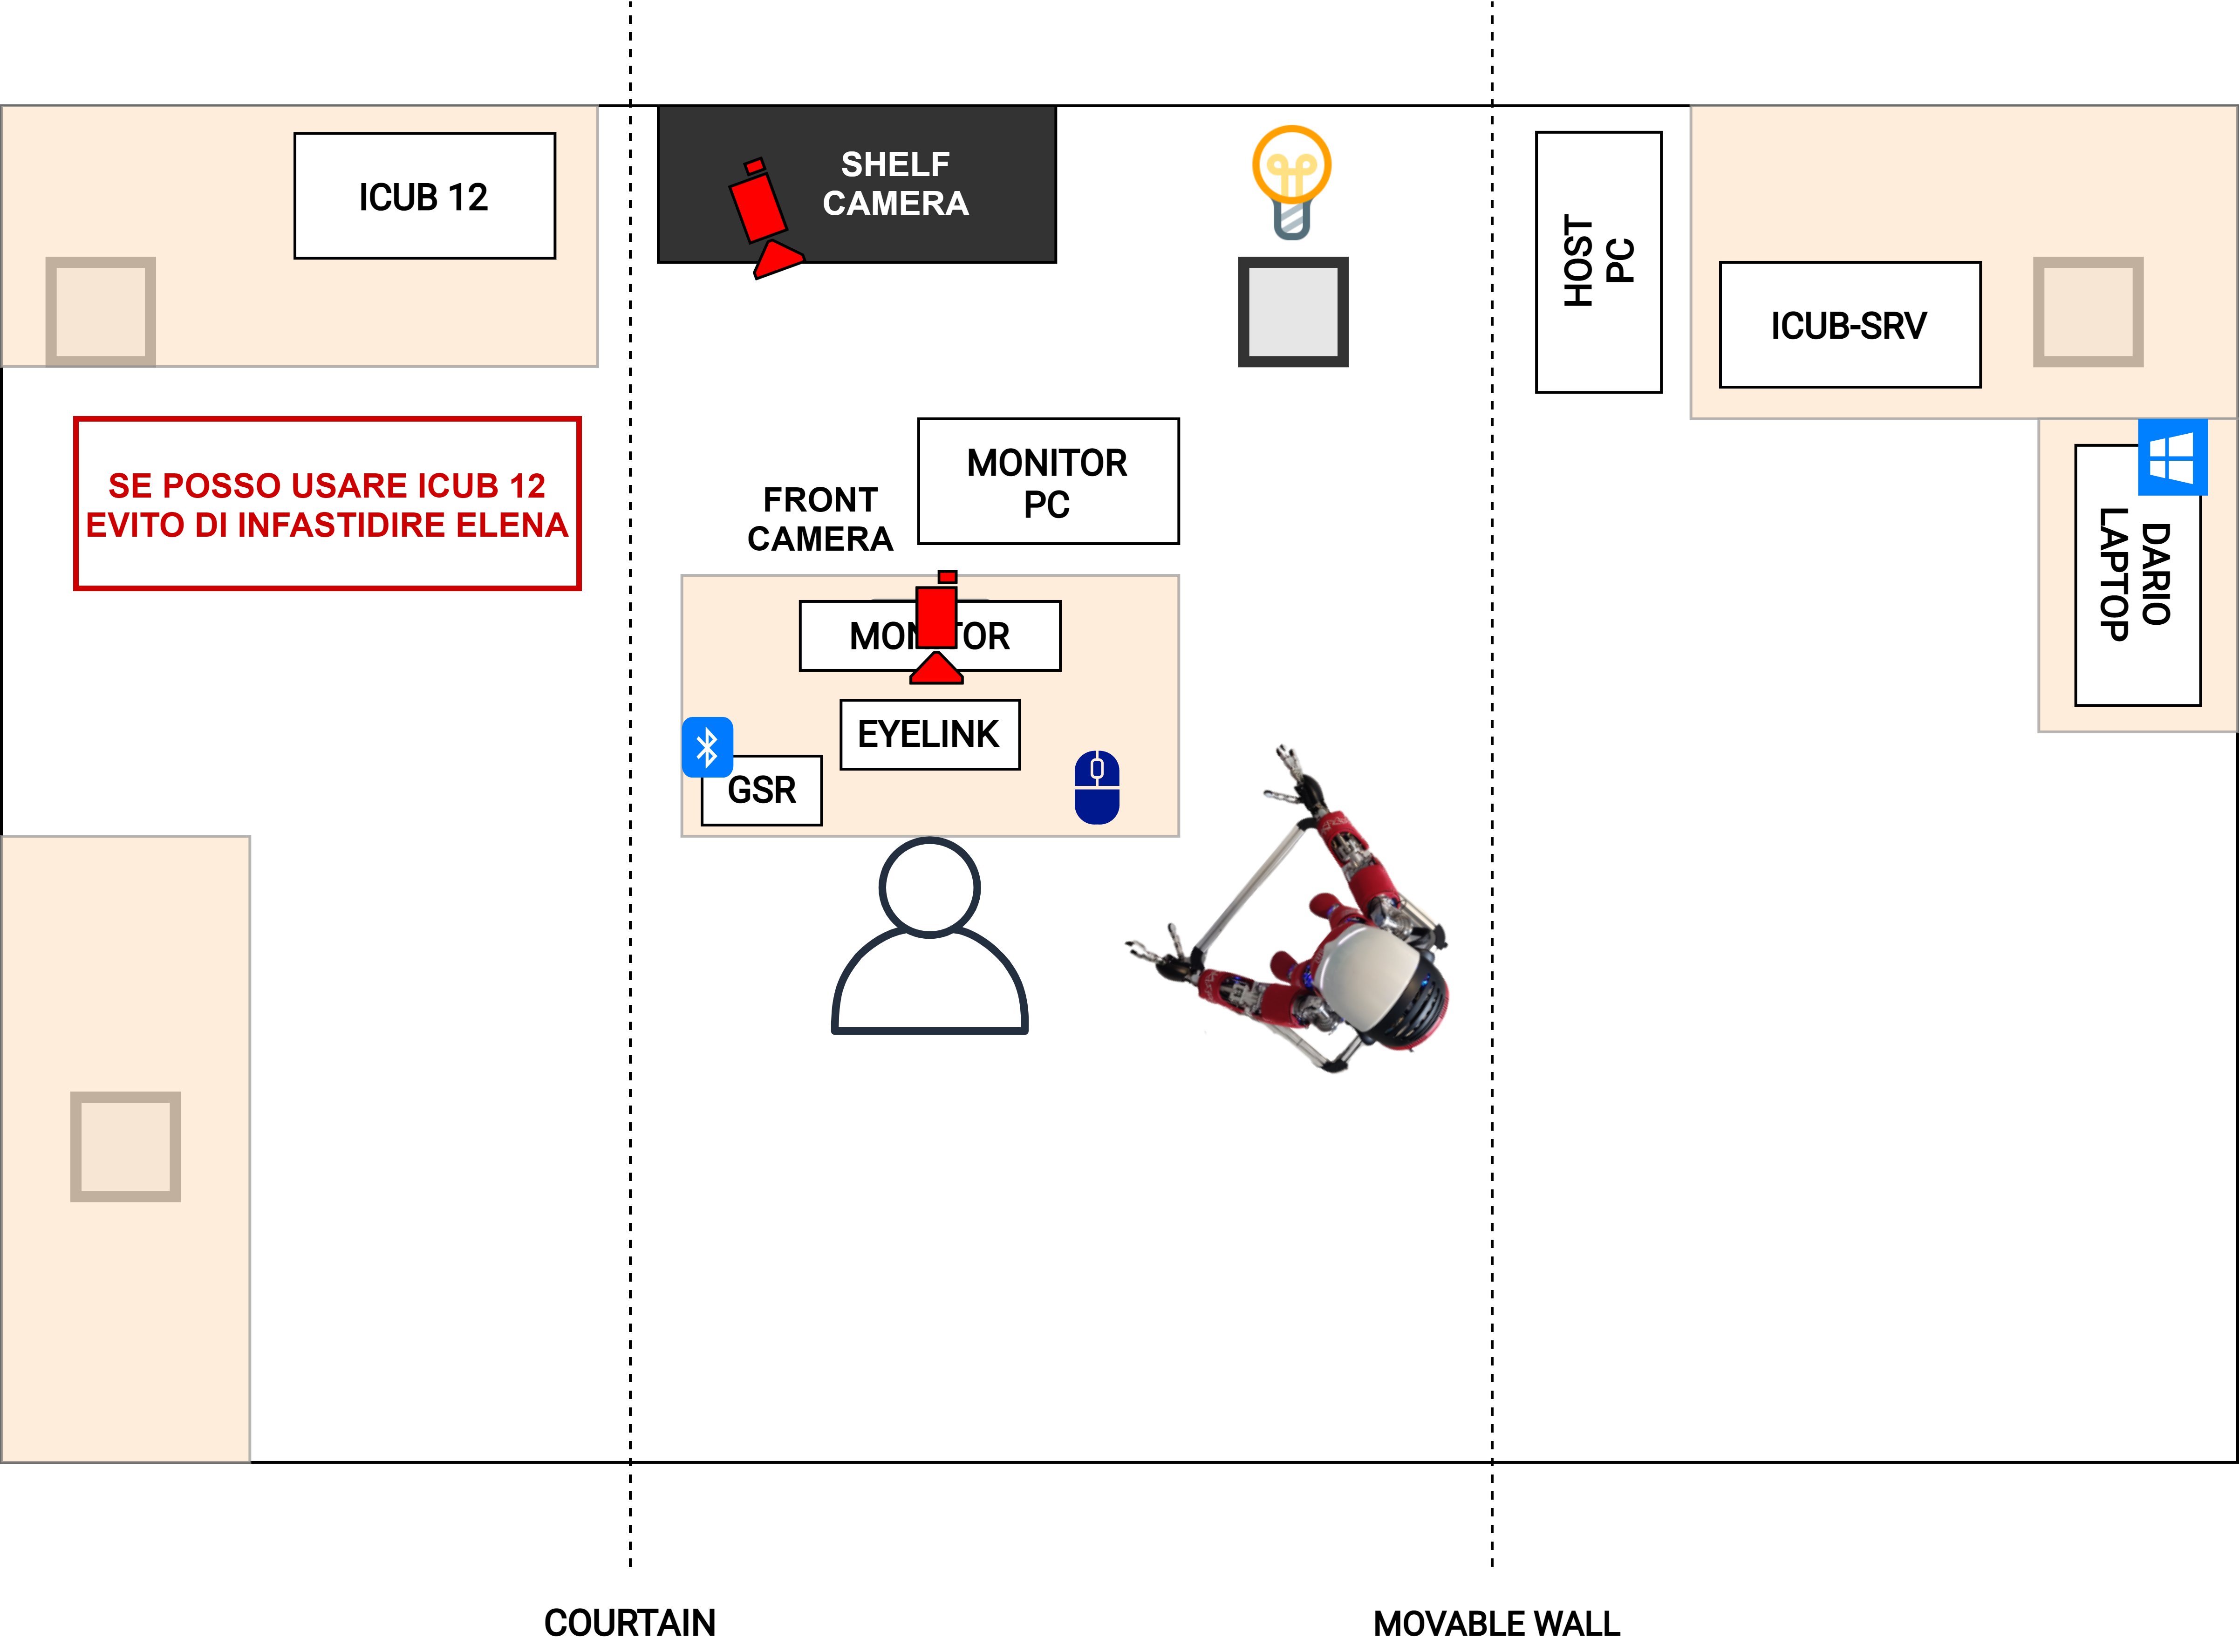 ICUB 12
SHELF
CAMERA
HOST
PC
ICUB-SRV
SE POSSO USARE ICUB 12
EVITO DI INFASTIDIRE ELENA
FRONT
CAMERA
MONITOR
PC
DARIO
LAPTOP
MONITOR
EYELINK
GSR
COURTAIN
MOVABLE WALL